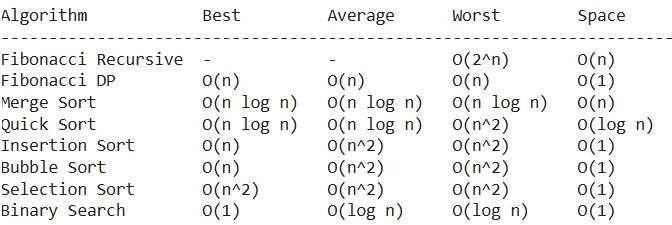 Algorithm Best Average Worst Space
--------------------------------------------------------------------------------
Fibonacci Recursive - - O(2^n) O(n)
Fibonacci DP O(n) O(n) O(n) O(1)
Merge Sort O(n log n) O(n log n) O(n log n) O(n)
Quick Sort O(n log n) O(n log n) O(n^2) O(log n)
Insertion Sort O(n) O(n^2) O(n^2) O(1)
Bubble Sort O(n) O(n^2) O(n^2) O(1)
Selection Sort O(n^2) O(n^2) O(n^2) O(1)
Binary Search O(1) O(log n) O(log n) O(1)